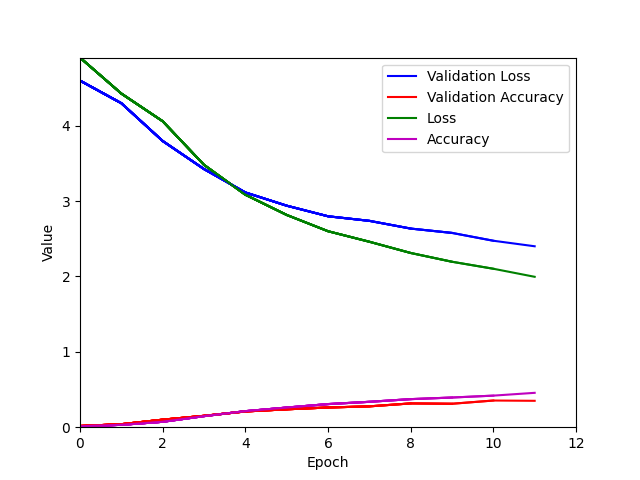 Validation Loss
Validation Accuracy
Loss
Accuracy
4
3
2
1
0
Value
0 2 4 6 8 10 12
Epoch